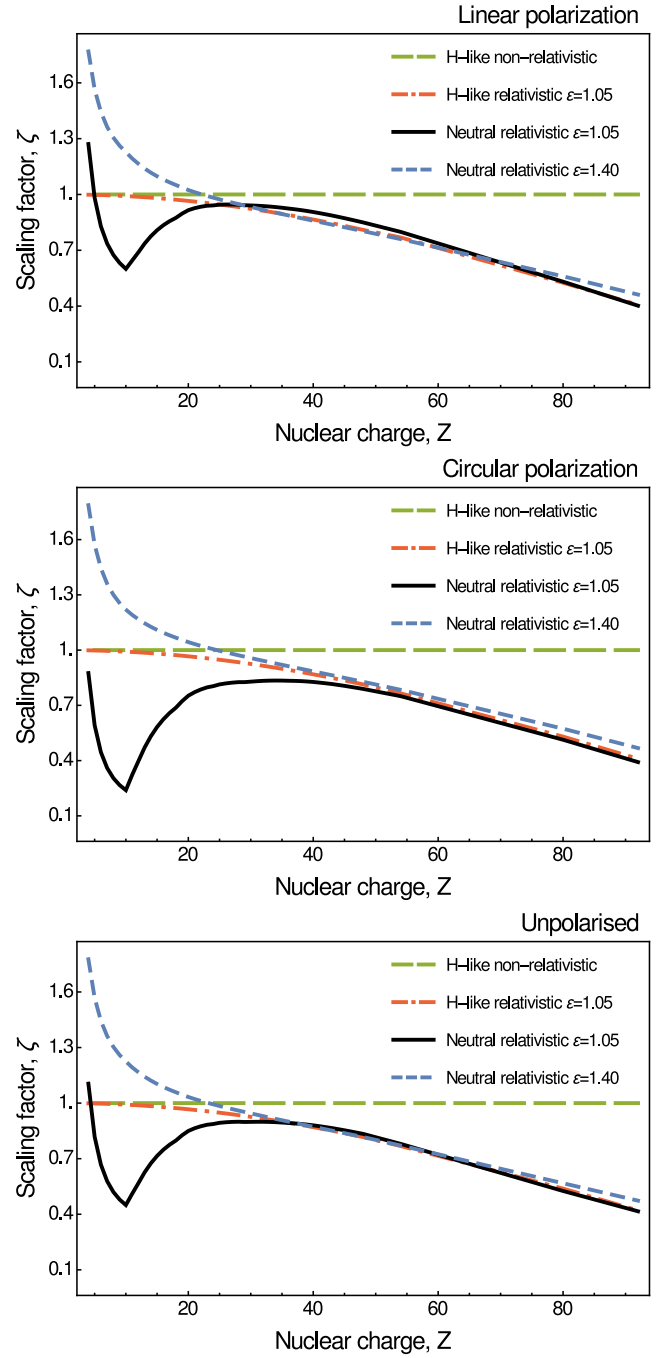 Linear polarization
H-like non-relativistic
H-like relativistic ε=1.05
Neutral relativistic ε=1.05
Neutral relativistic ε=1.40
Scaling factor, ζ
1.6
1.3
1.
0.7
0.4
0.1
20 40 60 80
Nuclear charge, Z
Circular polarization
H-like non-relativistic
H-like relativistic ε=1.05
Neutral relativistic ε=1.05
Neutral relativistic ε=1.40
Scaling factor, ζ
1.6
1.3
1.
0.7
0.4
0.1
20 40 60 80
Nuclear charge, Z
Unpolarised
H-like non-relativistic
H-like relativistic ε=1.05
Neutral relativistic ε=1.05
Neutral relativistic ε=1.40
Scaling factor, ζ
1.6
1.3
1.
0.7
0.4
0.1
20 40 60 80
Nuclear charge, Z